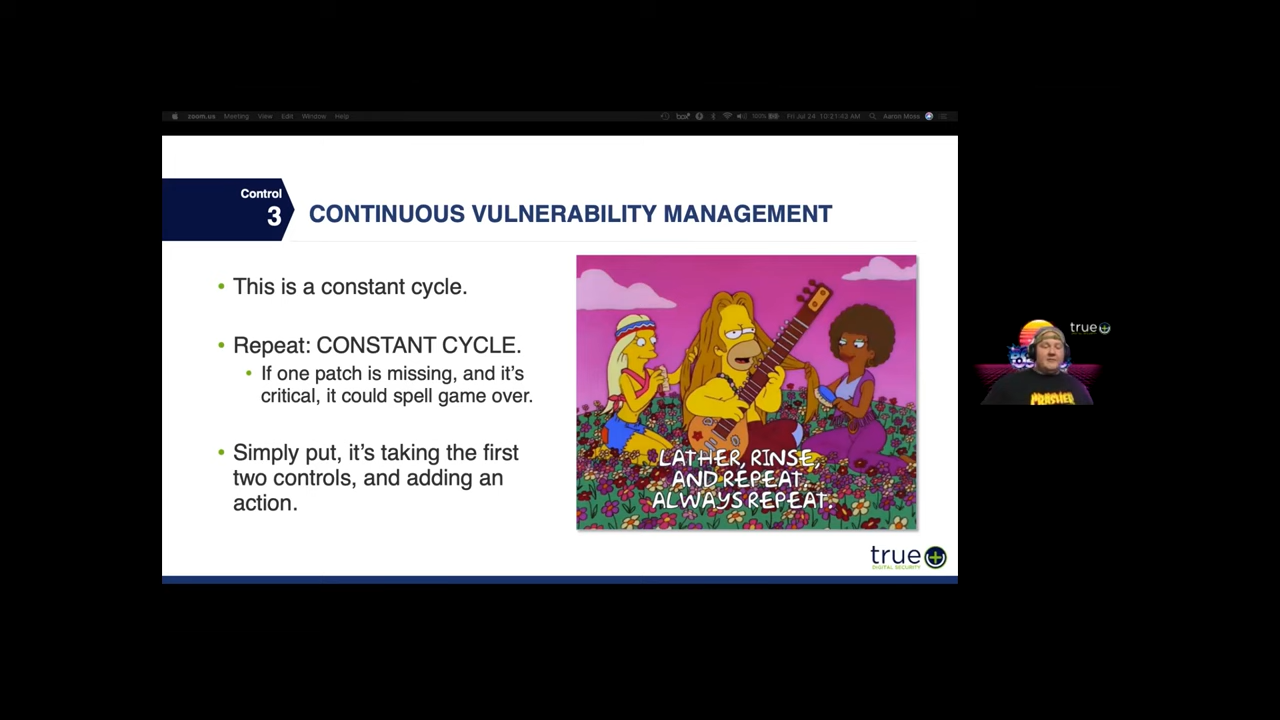 zoom.us Meeting View Edit Window Help
box 100% Fri Jul 24 10:21:43 AM Aaron Moss
Control
3
CONTINUOUS VULNERABILITY MANAGEMENT
• This is a constant cycle.
• Repeat: CONSTANT CYCLE.
• If one patch is missing, and it's
critical, it could spell game over.
• Simply put, it's taking the first
two controls, and adding an
action.
LATHER, RINSE,
AND REPEAT.
ALWAYS REPEAT.
true
DIGITAL SECURITY
true
THRASHER